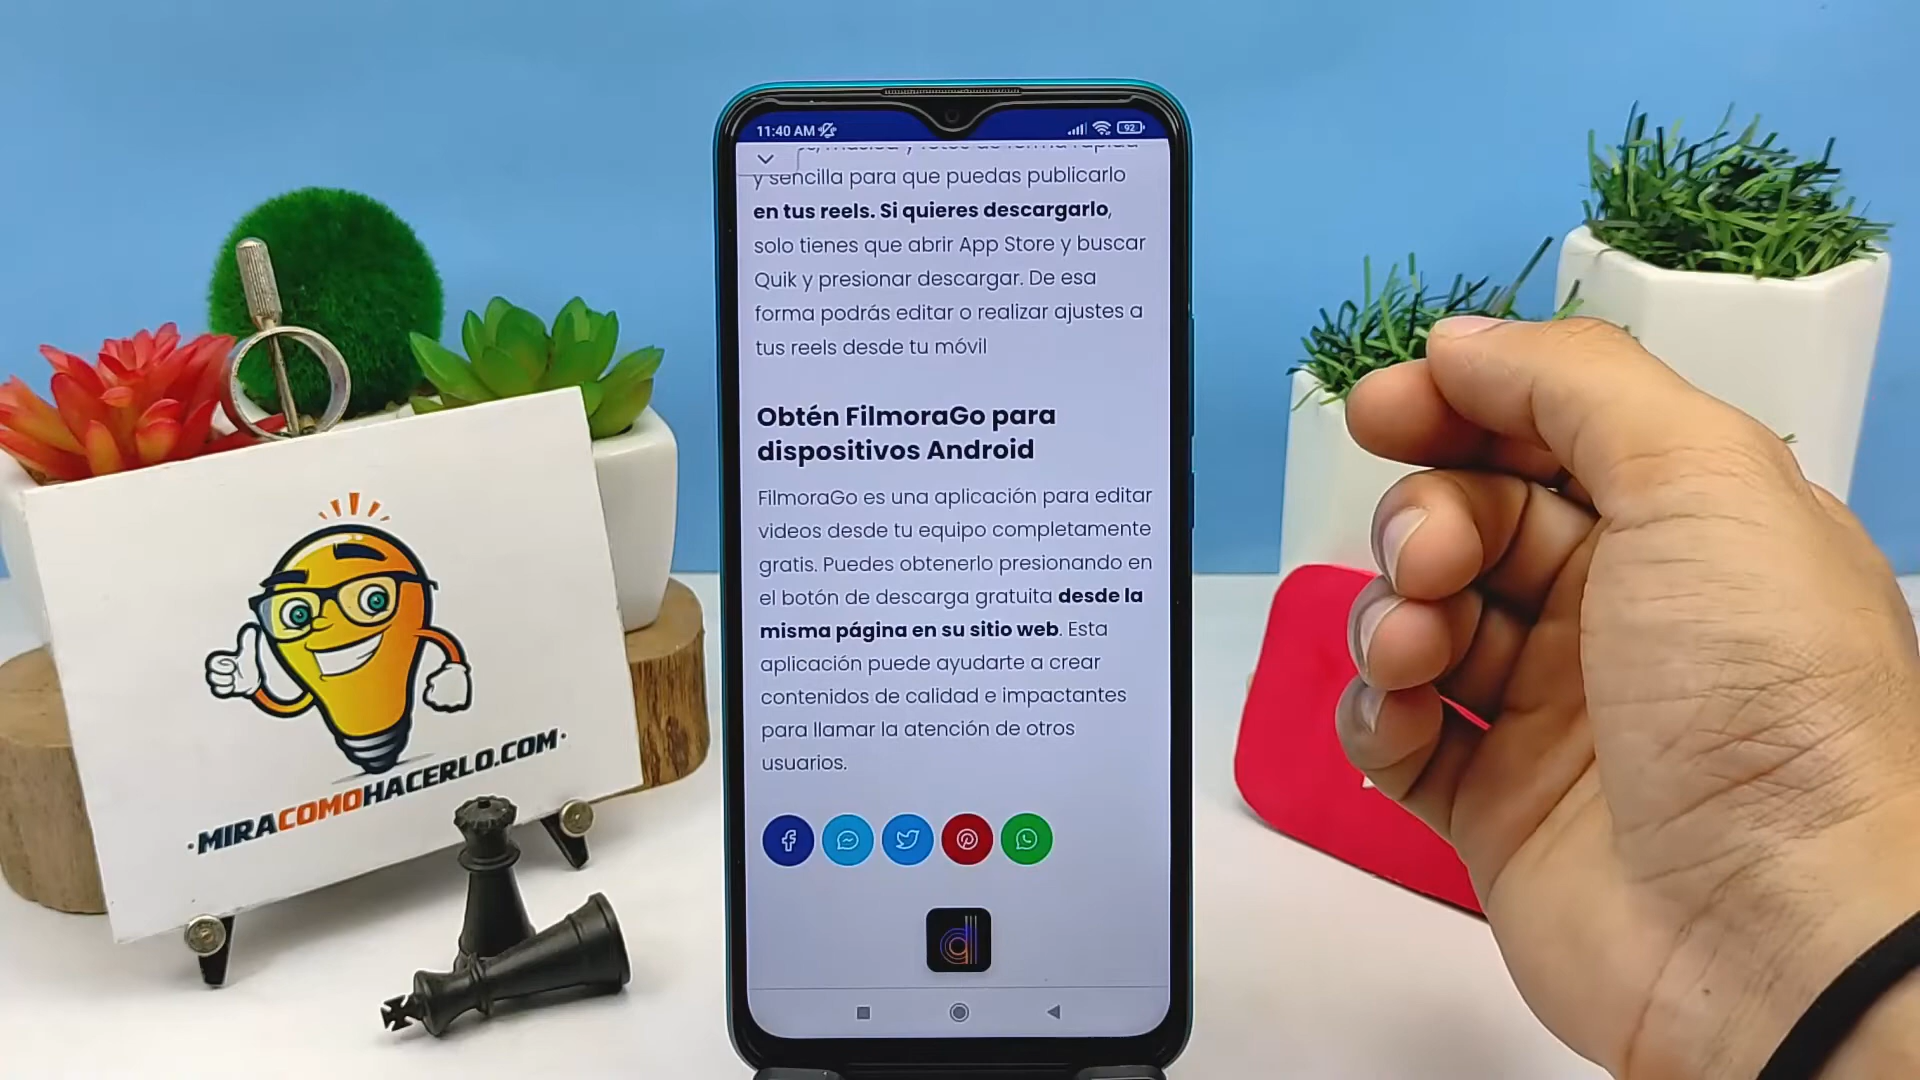 11:40 AM
92
y sencilla para que puedas publicarlo
en tus reels. Si quieres descargarlo,
solo tienes que abrir App Store y buscar
Quik y presionar descargar. De esa
forma podrás editar o realizar ajustes a
tus reels desde tu móvil
Obtén FilmoraGo para
dispositivos Android
FilmoraGo es una aplicación para editar
videos desde tu equipo completamente
gratis. Puedes obtenerlo presionando en
el botón de descarga gratuita desde la
misma página en su sitio web. Esta
aplicación puede ayudarte a crear
contenidos de calidad e impactantes
para llamar la atención de otros
usuarios.
·MIRACOMOHACERLO.COM·